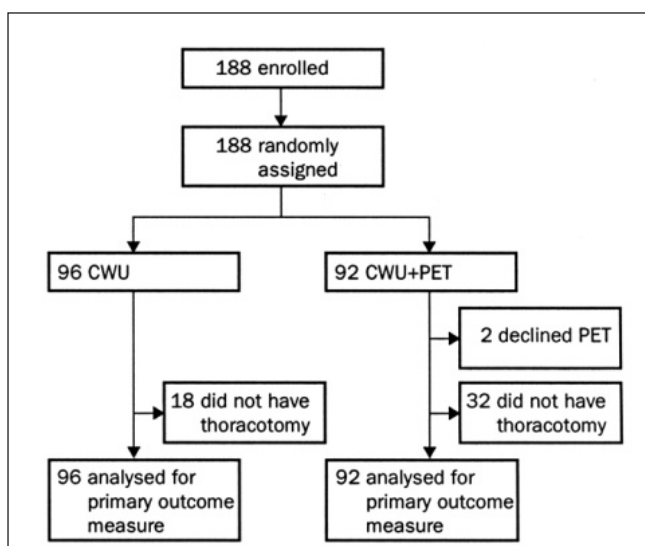 188 enrolled
188 randomly
assigned
96 CWU
92 CWU+PET
2 declined PET
18 did not have
thoracotomy
32 did not have
thoracotomy
96 analysed for
primary outcome
measure
92 analysed for
primary outcome
measure